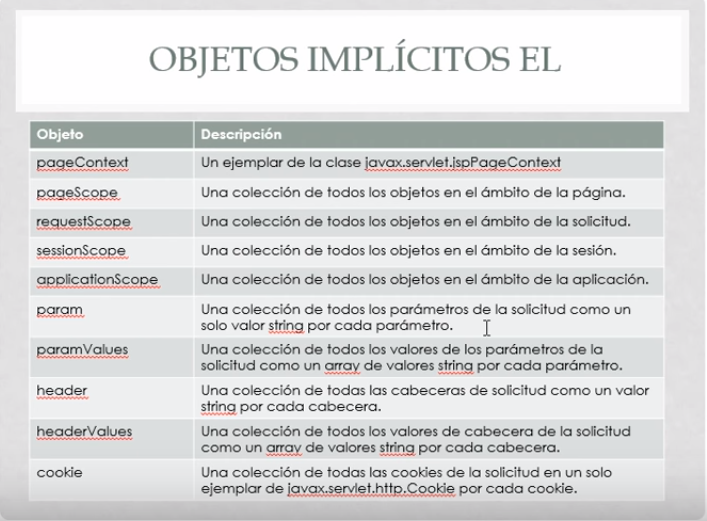 OBJETOS IMPLÍCITOS EL
Objeto Descripción
pageContext Un ejemplar de la clase javax.servlet.jspPageContext
pageScope Una colección de todos los objetos en el ámbito de la página.
requestScope Una colección de todos los objetos en el ámbito de la solicitud.
sessionScope Una colección de todos los objetos en el ámbito de la sesión.
applicationScope Una colección de todos los objetos en el ámbito de la aplicación.
param Una colección de todos los parámetros de la solicitud como un
solo valor string por cada parámetro.
paramValues Una colección de todos los valores de los parámetros de la
solicitud como un array de valores string por cada parámetro.
header Una colección de todas las cabeceras de solicitud como un valor
string por cada cabecera.
headerValues Una colección de todos los valores de cabecera de la solicitud
como un array de valores string por cada cabecera.
cookie Una colección de todas las cookies de la solicitud en un solo
ejemplar de javax.servlet.http.Cookie por cada cookie.